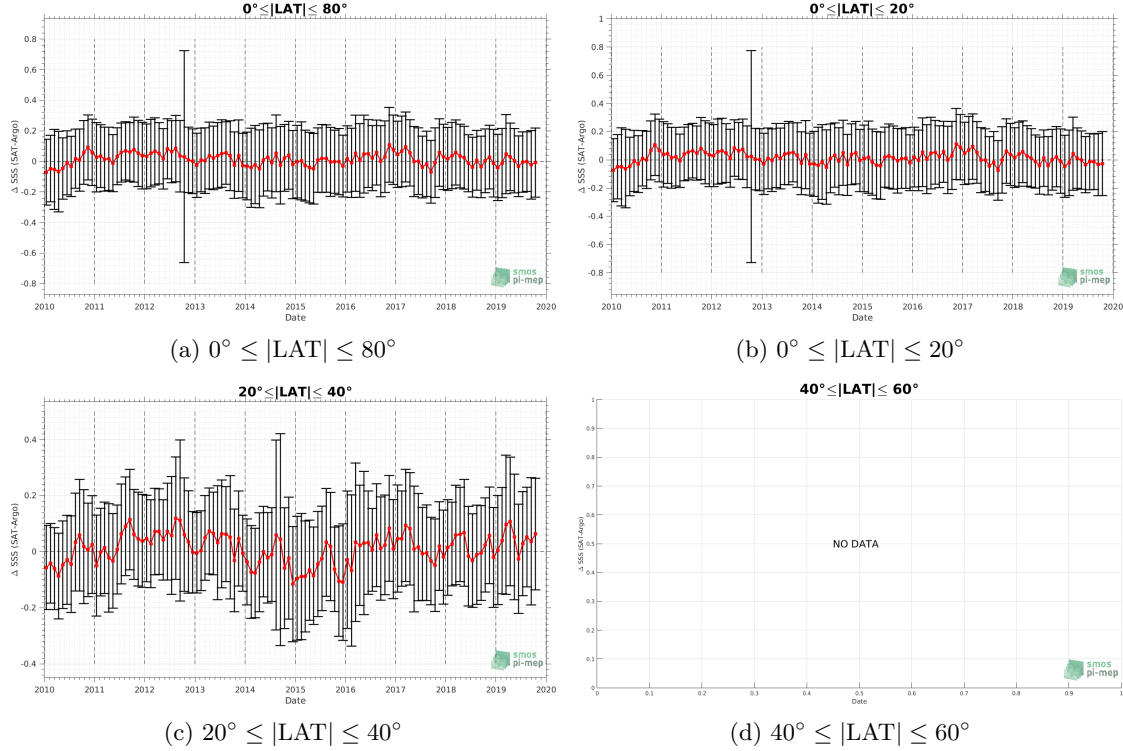 0°≤|LAT|≤ 80°
Δ SSS (SAT-Argo)
0.8
0.6
0.4
0.2
0
-0.2
-0.4
-0.6
-0.8
2010 2011 2012 2013 2014 2015 2016 2017 2018 2019 2020
Date
smos
pi-mep
(a) 0° ≤ |LAT| ≤ 80°
0°≤|LAT|≤ 20°
Δ SSS (SAT-Argo)
1
0.8
0.6
0.4
0.2
0
-0.2
-0.4
-0.6
-0.8
2010 2011 2012 2013 2014 2015 2016 2017 2018 2019 2020
Date
smos
pi-mep
(b) 0° ≤ |LAT| ≤ 20°
20°≤|LAT|≤ 40°
Δ SSS (SAT-Argo)
0.4
0.2
0
-0.2
-0.4
2010 2011 2012 2013 2014 2015 2016 2017 2018 2019 2020
Date
smos
pi-mep
(c) 20° ≤ |LAT| ≤ 40°
40°≤|LAT|≤ 60°
Δ SSS (SAT-Argo)
1
0.9
0.8
0.7
0.6
0.5
0.4
0.3
0.2
0.1
0
NO DATA
0 0.1 0.2 0.3 0.4 0.5 0.6 0.7 0.8 0.9 1
Date
smos
pi-mep
(d) 40° ≤ |LAT| ≤ 60°